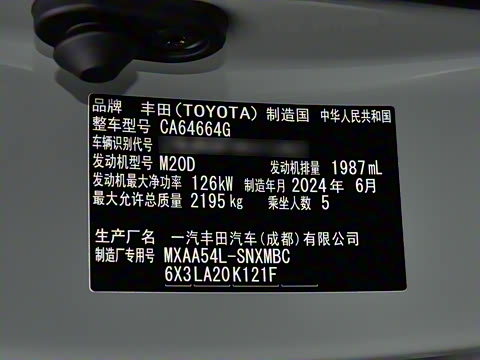 品牌 丰田(TOYOTA) 制造国 中华人民共和国
整车型号 CA64664G
车辆识别代号
发动机型号 M20D 发动机排量 1987mL
发动机最大净功率 126kW 制造年月 2024年 6月
最大允许总质量 2195kg 乘坐人数 5
生产厂名 一汽丰田汽车(成都)有限公司
制造厂专用号 MXAA54L-SNXMBC
6X3LA20K121F